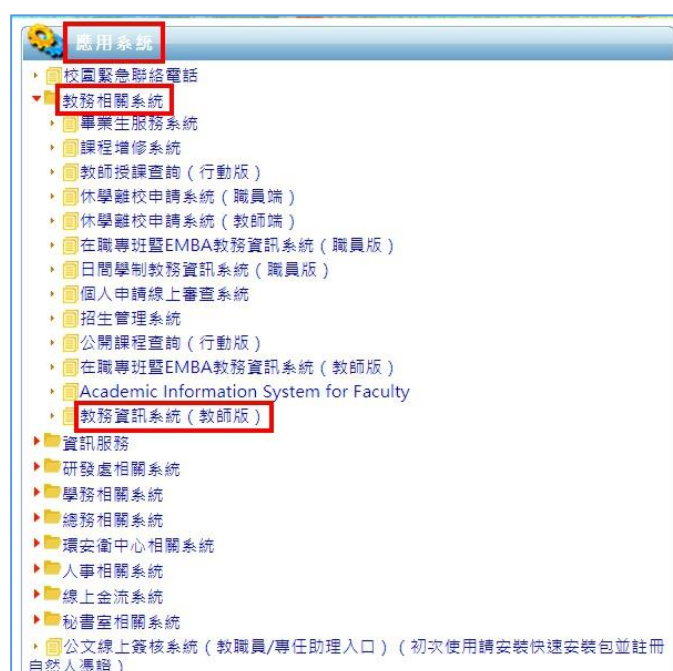 應用系統
校園緊急聯絡電話
教務相關系統
畢業生服務系統
課程增修系統
教師授課查詢（行動版）
休學離校申請系統（職員端）
休學離校申請系統（教師端）
在職專班暨EMBA教務資訊系統（職員版）
日間學制教務資訊系統（職員版）
個人申請線上審查系統
招生管理系統
公開課程查詢（行動版）
在職專班暨EMBA教務資訊系統（教師版）
Academic Information System for Faculty
教務資訊系統（教師版）
資訊服務
研發處相關系統
學務相關系統
總務相關系統
環安衛中心相關系統
人事相關系統
線上金流系統
秘書室相關系統
公文線上簽核系統（教職員/專任助理入口）（初次使用請安裝快速安裝包並註冊
自然人憑證）